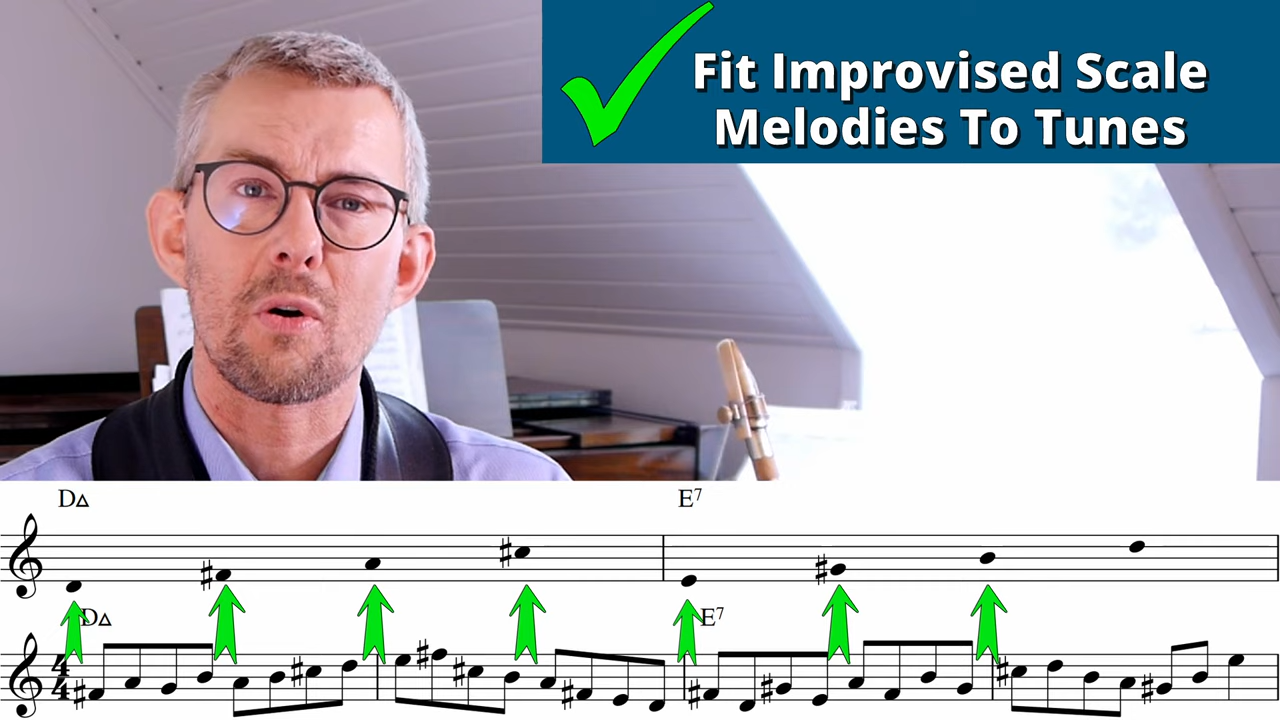 Fit Improvised Scale
Melodies To Tunes
D△ E⁷
D△ E⁷
4
4